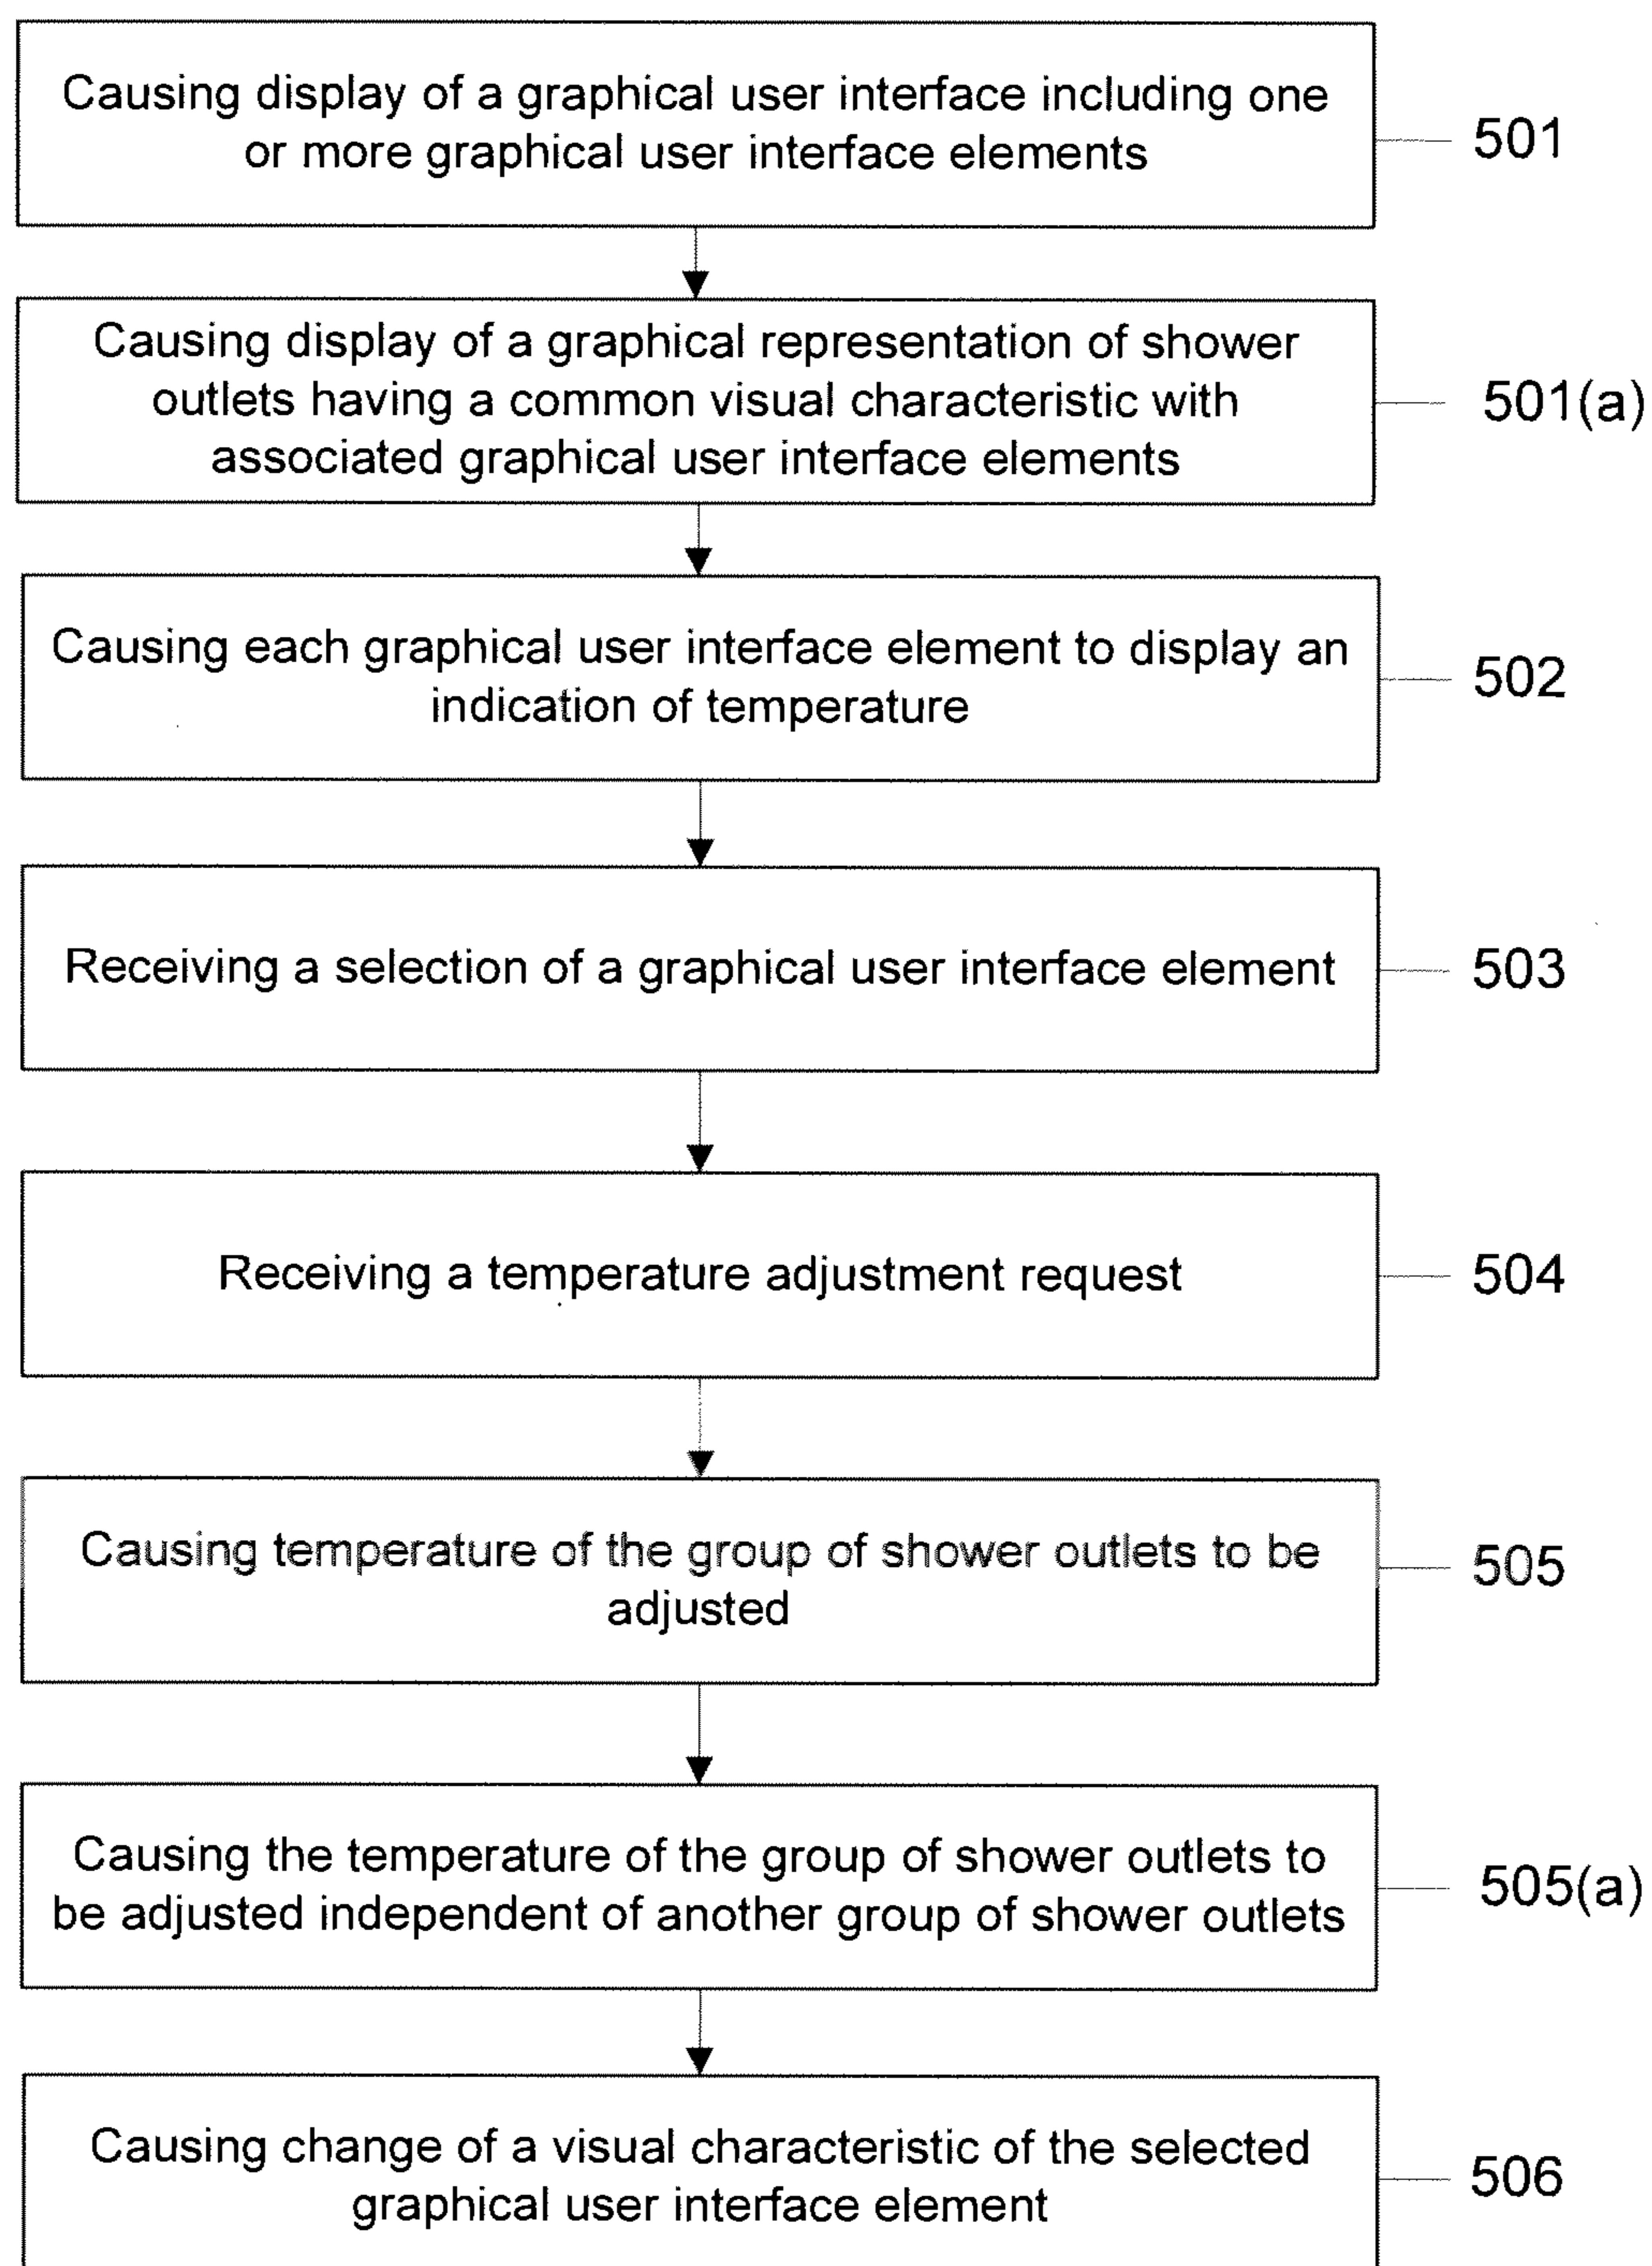 Causing display of a graphical user interface including one
or more graphical user interface elements
501
Causing display of a graphical representation of shower
outlets having a common visual characteristic with
associated graphical user interface elements
501(a)
Causing each graphical user interface element to display an
indication of temperature
502
Receiving a selection of a graphical user interface element
503
Receiving a temperature adjustment request
504
Causing temperature of the group of shower outlets to be
adjusted
505
Causing the temperature of the group of shower outlets to
be adjusted independent of another group of shower outlets
505(a)
Causing change of a visual characteristic of the selected
graphical user interface element
506